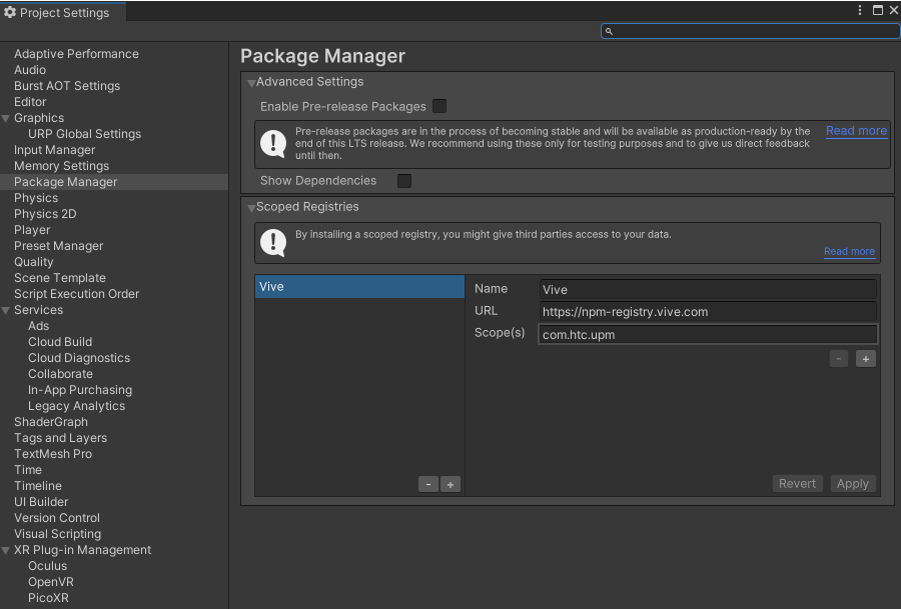 Project Settings
Adaptive Performance
Audio
Burst AOT Settings
Editor
Graphics
URP Global Settings
Input Manager
Memory Settings
Package Manager
Physics
Physics 2D
Player
Preset Manager
Quality
Scene Template
Script Execution Order
Services
Ads
Cloud Build
Cloud Diagnostics
Collaborate
In-App Purchasing
Legacy Analytics
ShaderGraph
Tags and Layers
TextMesh Pro
Time
Timeline
UI Builder
Version Control
Visual Scripting
XR Plug-in Management
Oculus
OpenVR
PicoXR
Package Manager
Advanced Settings
Enable Pre-release Packages
Pre-release packages are in the process of becoming stable and will be available as production-ready by the
end of this LTS release. We recommend using these only for testing purposes and to give us direct feedback
until then.
Read more
Show Dependencies
Scoped Registries
By installing a scoped registry, you might give third parties access to your data.
Read more
Vive
Name Vive
URL https://npm-registry.vive.com
Scope(s) com.htc.upm
- +
- +
Revert Apply